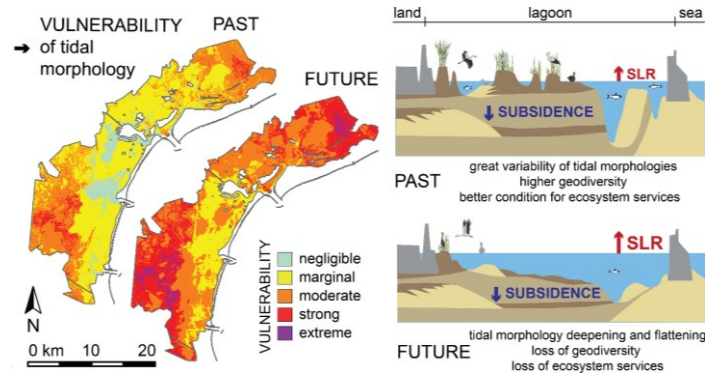 VULNERABILITY
➔ of tidal
morphology
PAST
FUTURE
VULNERABILITY
negligible
marginal
moderate
strong
extreme
N
0 km 10 20
land lagoon sea
SLR
SUBSIDENCE
PAST
great variability of tidal morphologies
higher geodiversity
better condition for ecosystem services
SLR
SUBSIDENCE
FUTURE
tidal morphology deepening and flattening
loss of geodiversity
loss of ecosystem services